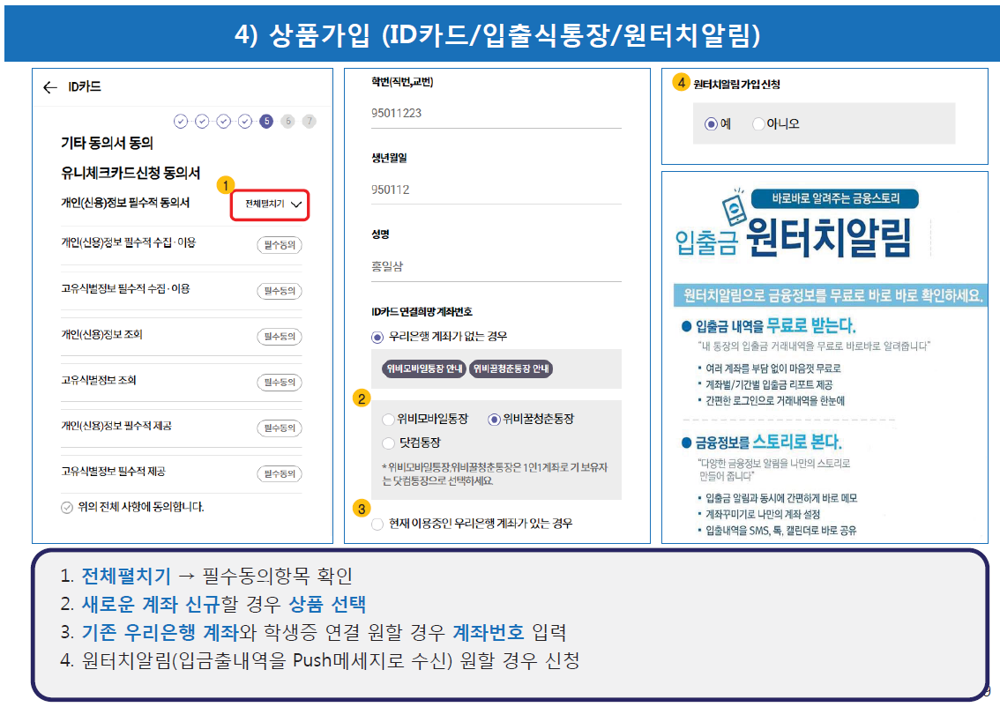 4) 상품가입 (ID카드/입출식통장/원터치알림)
ID카드
5 6 7
기타 동의서 동의
유니체크카드신청 동의서
1
개인(신용)정보 필수적 동의서 전체펼치기
개인(신용)정보 필수적 수집·이용 필수동의
고유식별정보 필수적 수집·이용 필수동의
개인(신용)정보 조회 필수동의
고유식별정보 조회 필수동의
개인(신용)정보 필수적 제공 필수동의
고유식별정보 필수적 제공 필수동의
위의 전체 사항에 동의합니다.
학번(직번,교번)
95011223
생년월일
950112
성명
홍일삼
ID카드 연결희망 계좌번호
우리은행 계좌가 없는 경우
위비모바일통장 안내 위비꿀청춘통장 안내
2
위비모바일통장 위비꿀청춘통장
닷컴통장
* 위비모바일통장,위비꿀청춘통장은 1인1계좌로 기 보유자
는 닷컴통장으로 선택하세요.
3
현재 이용중인 우리은행 계좌가 있는 경우
4 원터치알림 가입 신청
예 아니오
바로바로 알려주는 금융스토리
입출금 원터치알림
원터치알림으로 금융정보를 무료로 바로 바로 확인하세요.
● 입출금 내역을 무료로 받는다.
"내 통장의 입출금 거래내역을 무료로 바로바로 알려줍니다"
▪ 여러 계좌를 부담 없이 마음껏 무료로
▪ 계좌별/기간별 입출금 리포트 제공
▪ 간편한 로그인으로 거래내역을 한눈에
● 금융정보를 스토리로 본다.
"다양한 금융정보 알림을 나만의 스토리로
만들어 줍니다"
▪ 입출금 알림과 동시에 간편하게 바로 메모
▪ 계좌꾸미기로 나만의 계좌 설정
▪ 입출내역을 SMS, 톡, 캘린더로 바로 공유
1. 전체펼치기 → 필수동의항목 확인
2. 새로운 계좌 신규할 경우 상품 선택
3. 기존 우리은행 계좌와 학생증 연결 원할 경우 계좌번호 입력
4. 원터치알림(입금출내역을 Push메세지로 수신) 원할 경우 신청
9